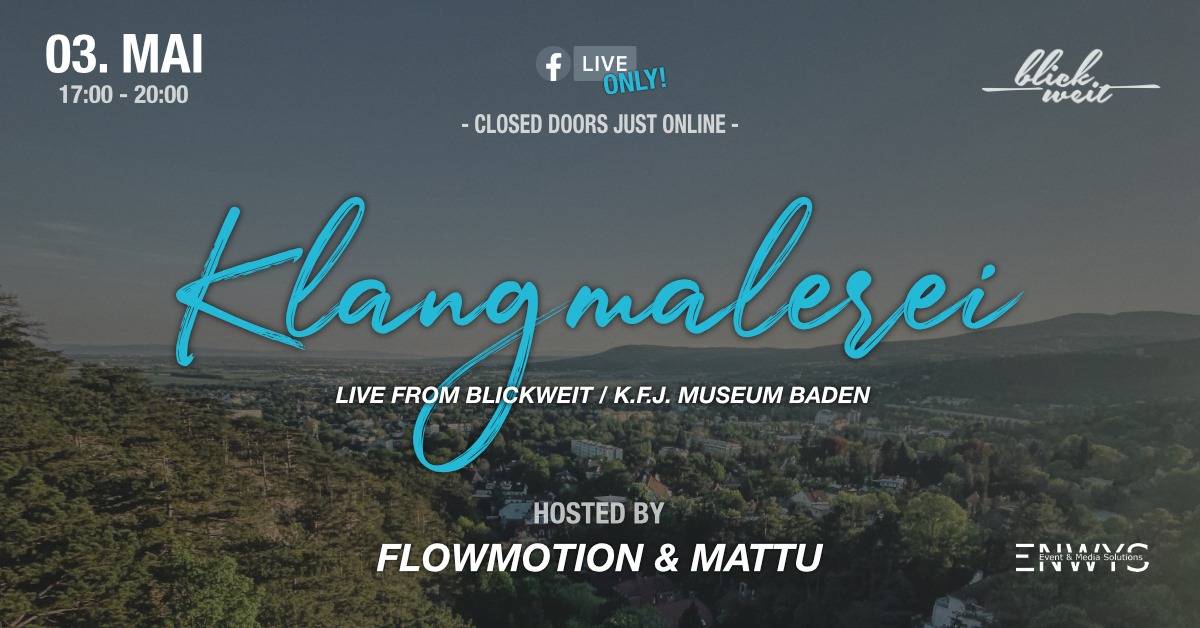 03. MAI
17:00 - 20:00
f LIVE
ONLY!
- CLOSED DOORS JUST ONLINE -
blick
weit
Klangmalerei
LIVE FROM BLICKWEIT / K.F.J. MUSEUM BADEN
HOSTED BY
FLOWMOTION & MATTU
ENWYS
Event & Media Solutions